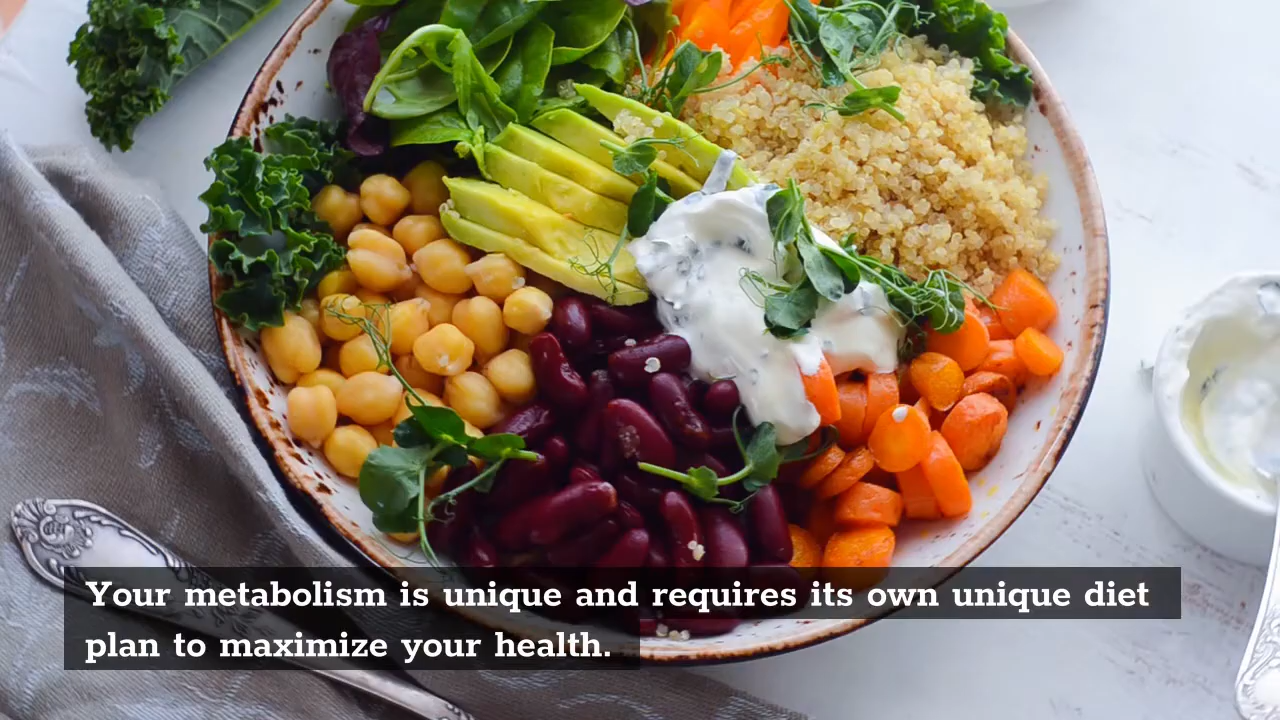 Your metabolism is unique and requires its own unique diet
plan to maximize your health.